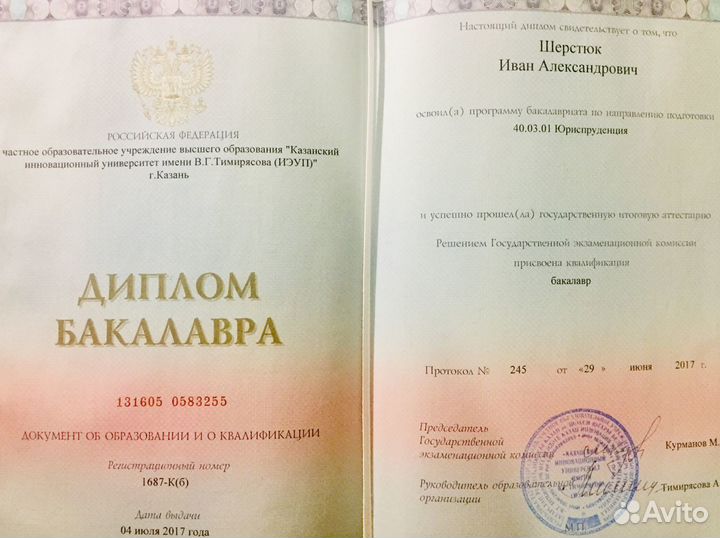 РОССИЙСКАЯ ФЕДЕРАЦИЯ
частное образовательное учреждение высшего образования "Казанский
инновационный университет имени В.Г.Тимирясова (ИЭУП)"
г.Казань
ДИПЛОМ
БАКАЛАВРА
131605 0583255
ДОКУМЕНТ ОБ ОБРАЗОВАНИИ И О КВАЛИФИКАЦИИ
Регистрационный номер
1687-К(б)
Дата выдачи
04 июля 2017 года
Настоящий диплом свидетельствует о том, что
Шерстюк
Иван Александрович
освоил(а) программу бакалавриата по направлению подготовки
40.03.01 Юриспруденция
и успешно прошел(ла) государственную итоговую аттестацию
Решением Государственной экзаменационной комиссии
присвоена квалификация
бакалавр
Протокол № 245 от «29 » июня 2017 г.
Председатель
Государственной
экзаменационной комиссии Курманов М.
Руководитель образовательной Тимирясова А
организации
М.П.
Avito